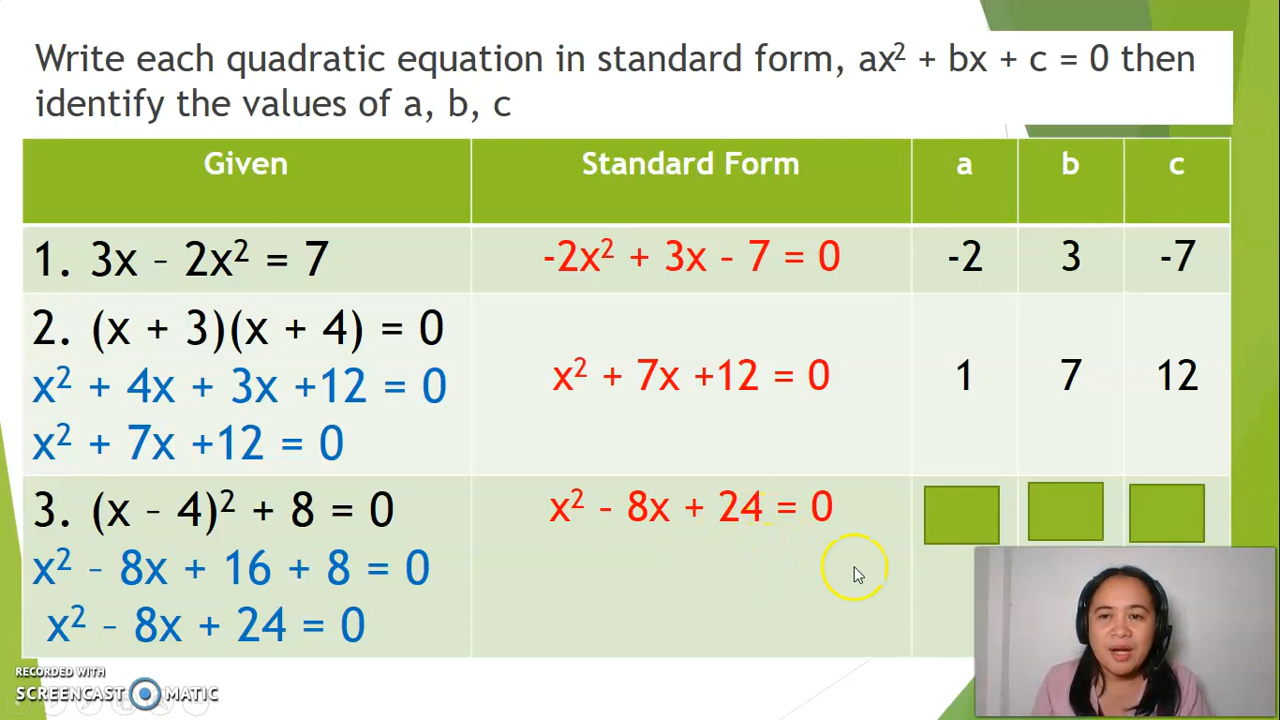 Write each quadratic equation in standard form, ax² + bx + c = 0 then
identify the values of a, b, c
Given Standard Form a b c
1. 3x – 2x² = 7 -2x² + 3x – 7 = 0 -2 3 -7
2. (x + 3)(x + 4) = 0
x² + 4x + 3x +12 = 0 x² + 7x +12 = 0 1 7 12
x² + 7x +12 = 0
3. (x – 4)² + 8 = 0 x² – 8x + 24 = 0
x² – 8x + 16 + 8 = 0
x² – 8x + 24 = 0
RECORDED WITH
SCREENCAST MATIC